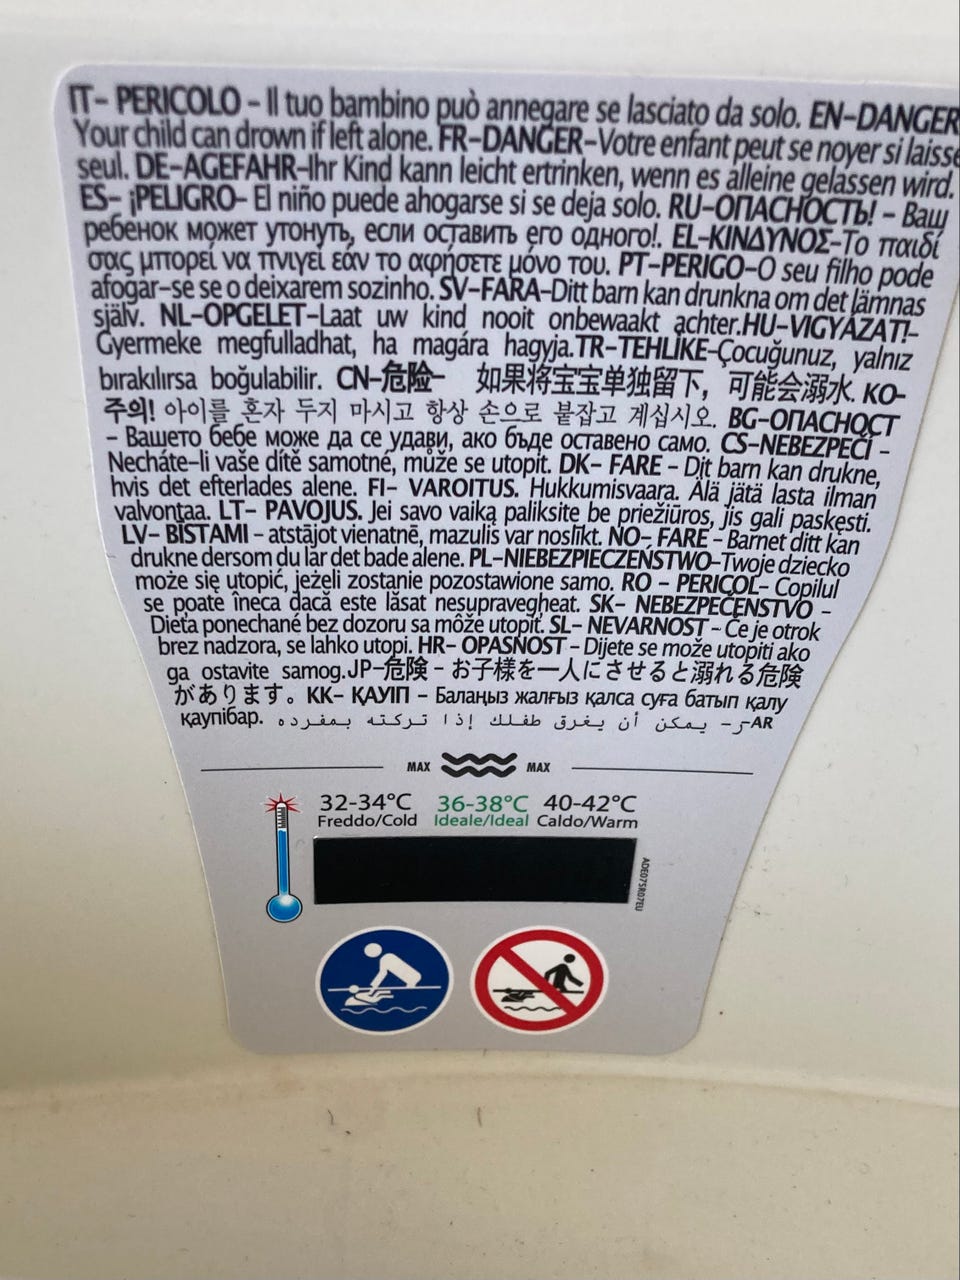 IT- PERICOLO - Il tuo bambino può annegare se lasciato da solo. EN-DANGER
Your child can drown if left alone. FR-DANGER-Votre enfant peut se noyer si laisse
seul. DE-AGEFAHR-Ihr Kind kann leicht ertrinken, wenn es alleine gelassen wird.
ES- ¡PELIGRO- El niño puede ahogarse si se deja solo. RU-ОПАСНОСТЬ! - Ваш
ребенок может утонуть, если оставить его одного!. EL-ΚΙΝΔΥΝΟΣ-Το παιδί
σας μπορεί να πνιγεί εάν το αφήσετε μόνο του. PT-PERIGO-O seu filho pode
afogar-se se o deixarem sozinho. SV-FARA-Ditt barn kan drunkna om det lämnas
själv. NL-OPGELET-Laat uw kind nooit onbewaakt achter.HU-VIGYÁZAT!-
Gyermeke megfulladhat, ha magára hagyja.TR-TEHLİKE-Çocuğunuz, yalnız
bırakılırsa boğulabilir. CN-危险- 如果将宝宝单独留下，可能会溺水. KO-
주의! 아이를 혼자 두지 마시고 항상 손으로 붙잡고 계십시오. BG-ОПАСНОСТ
- Вашето бебе може да се удави, ако бъде оставено само. CS-NEBEZPEČÍ -
Necháte-li vaše dítě samotné, může se utopit. DK- FARE - Dit barn kan drukne,
hvis det efterlades alene. FI- VAROITUS. Hukkumisvaara. Älä jätä lasta ilman
valvontaa. LT- PAVOJUS. Jei savo vaiką paliksite be priežiūros, jis gali paskęsti.
LV- BĪSTAMI - atstājot vienatnē, mazulis var noslīkt. NO- FARE - Barnet ditt kan
drukne dersom du lar det bade alene. PL-NIEBEZPIECZEŃSTWO-Twoje dziecko
może się utopić, jeżeli zostanie pozostawione samo. RO - PERICOL- Copilul
se poate îneca dacă este lăsat nesupravegheat. SK- NEBEZPEČENSTVO -
Dieťa ponechané bez dozoru sa môže utopiť. SL- NEVARNOST - Če je otrok
brez nadzora, se lahko utopi. HR- OPASNOST - Dijete se može utopiti ako
ga ostavite samog.JP-危険 - お子様を一人にさせると溺れる危険
があります。KK- ҚАУІП - Балаңыз жалғыз қалса суға батып қалу
қаупібар. AR- يمكن أن يغرق طفلك إذا تركته بمفرده
MAX MAX
32-34°C 36-38°C 40-42°C
Freddo/Cold Ideale/Ideal Caldo/Warm
ADE075R07EU